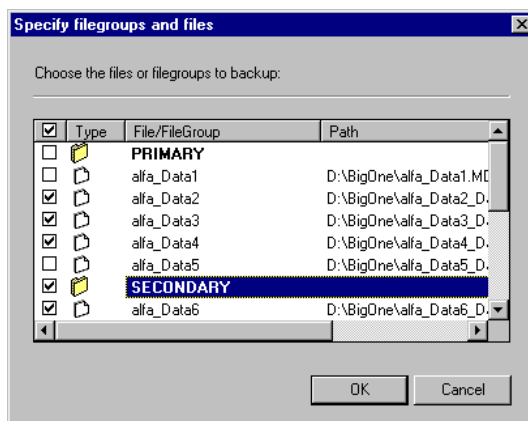 Specify filegroups and files
Choose the files or filegroups to backup:
Type File/FileGroup Path
PRIMARY
alfa_Data1 D:\BigOne\alfa_Data1.MD
alfa_Data2 D:\BigOne\alfa_Data2_D
alfa_Data3 D:\BigOne\alfa_Data3_D
alfa_Data4 D:\BigOne\alfa_Data4_D
alfa_Data5 D:\BigOne\alfa_Data5_D
SECONDARY
alfa_Data6 D:\BigOne\alfa_Data6_D
OK Cancel